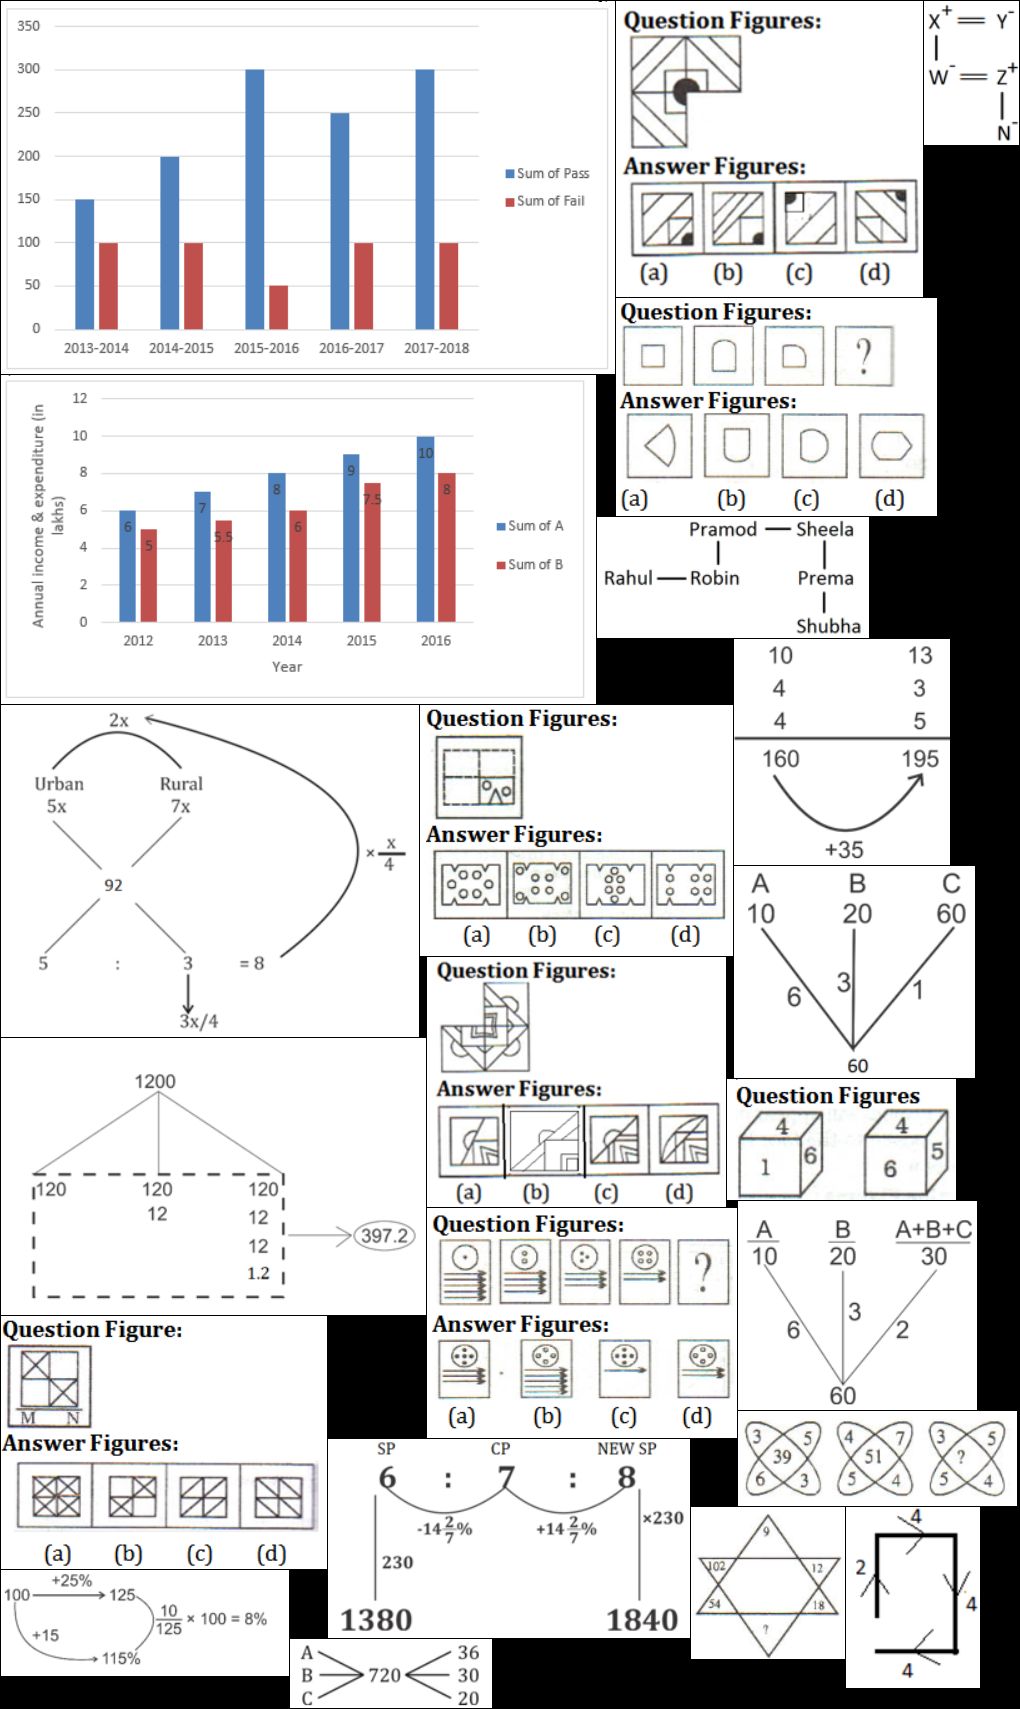 350
300
250
200
150
100
50
0
2013-2014 2014-2015 2015-2016 2016-2017 2017-2018
Sum of Pass
Sum of Fail
Question Figures:
Answer Figures:
(a) (b) (c) (d)
X+ Y-
W- Z+
N-
Question Figures:
?
Answer Figures:
(a) (b) (c) (d)
Annual income & expenditure (in lakhs)
12
10
8
6
4
2
0
6 5 7 5.5 8 6 9 7.5 10 8
2012 2013 2014 2015 2016
Year
Sum of A
Sum of B
Pramod Sheela
Rahul Robin Prema
Shubha
10 13
4 3
4 5
160 195
+35
2x
Urban Rural
5x 7x
× x/4
92
5 : 3 = 8
3x/4
Question Figures:
Answer Figures:
(a) (b) (c) (d)
A B C
10 20 60
6 3 1
60
Question Figures:
Answer Figures:
(a) (b) (c) (d)
Question Figures
4 4
1 6 6 5
1200
120 120 120
12 12
12
1.2
397.2
Question Figures:
?
Answer Figures:
(a) (b) (c) (d)
A B A+B+C
10 20 30
6 3 2
60
Question Figure:
M N
Answer Figures:
(a) (b) (c) (d)
SP CP NEW SP
6 : 7 : 8
-14 2/7% +14 2/7%
×230
230
1380 1840
3 5 4 7 3 5
39 51 ?
6 3 5 4 5 4
9
102 12
54 18
?
4
2
4
4
+25%
100 125
10/125 × 100 = 8%
+15
115%
A 36
B 720 30
C 20